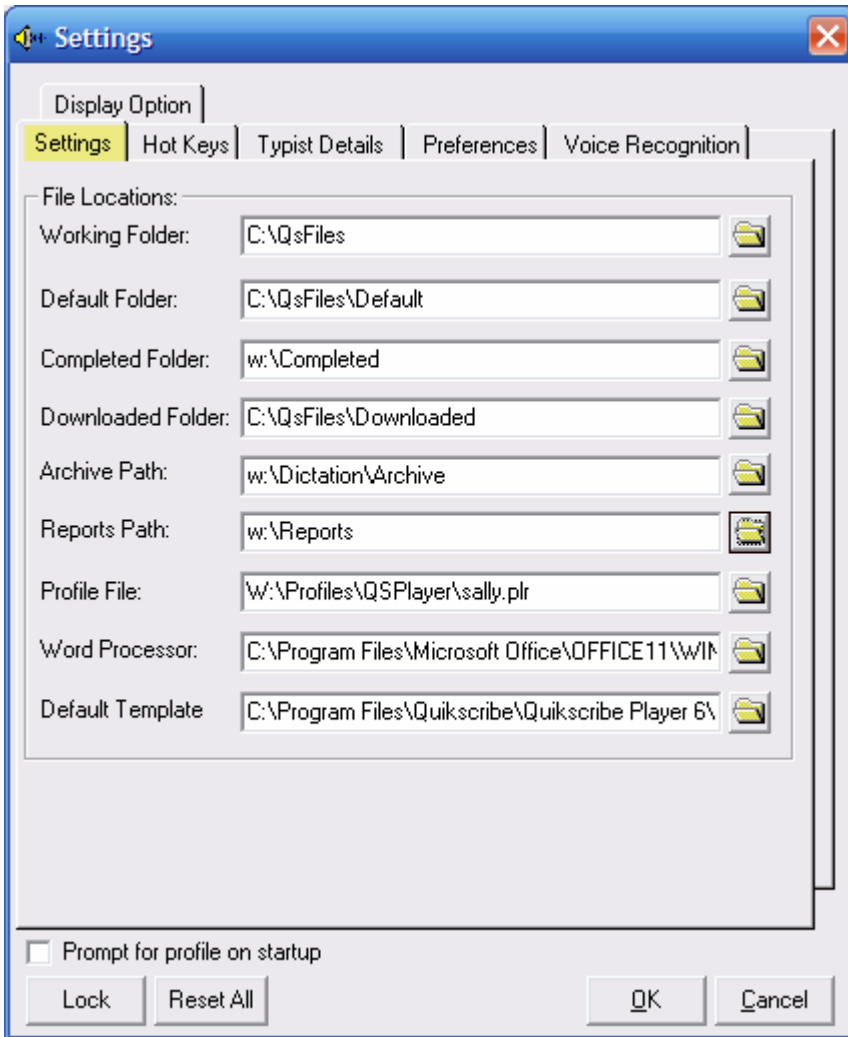 Settings
Display Option
Settings Hot Keys Typist Details Preferences Voice Recognition
File Locations:
Working Folder: C:\QsFiles
Default Folder: C:\QsFiles\Default
Completed Folder: w:\Completed
Downloaded Folder: C:\QsFiles\Downloaded
Archive Path: w:\Dictation\Archive
Reports Path: w:\Reports
Profile File: W:\Profiles\QSPlayer\sally.plr
Word Processor: C:\Program Files\Microsoft Office\OFFICE11\WIN
Default Template C:\Program Files\Quikscribe\Quikscribe Player 6\
Prompt for profile on startup
Lock Reset All OK Cancel